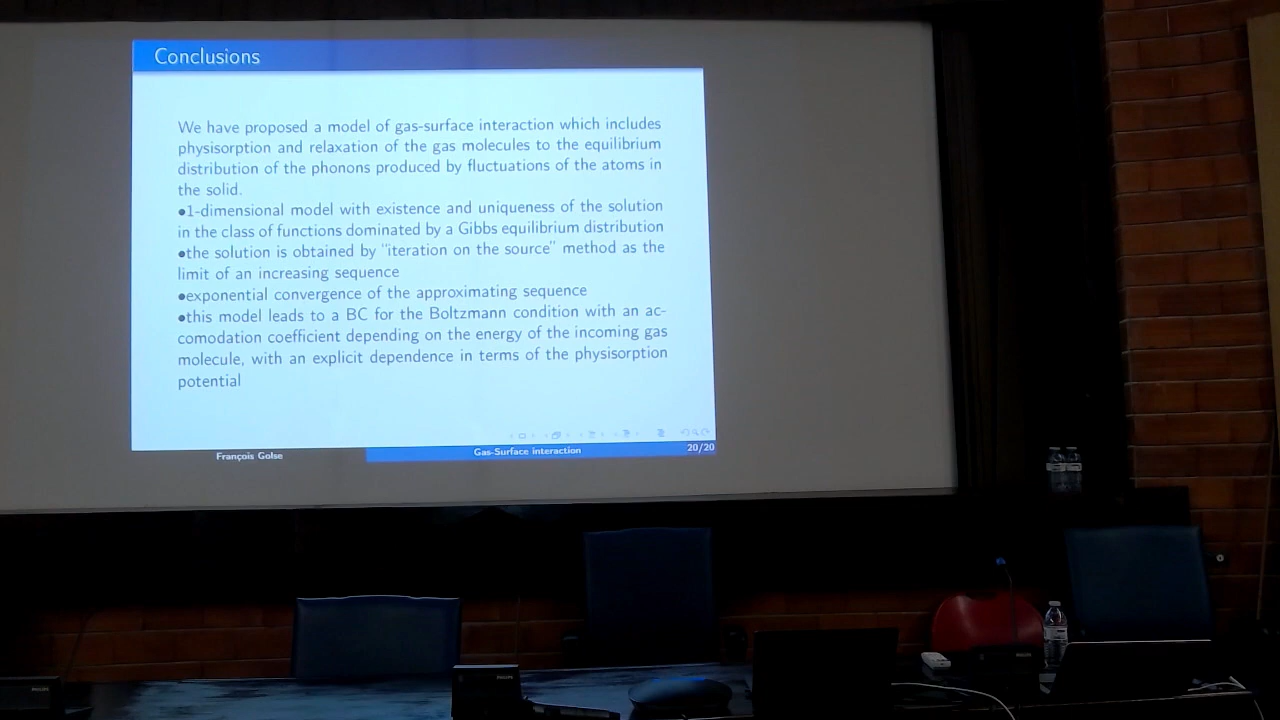 Conclusions
We have proposed a model of gas-surface interaction which includes
physisorption and relaxation of the gas molecules to the equilibrium
distribution of the phonons produced by fluctuations of the atoms in
the solid.
•1-dimensional model with existence and uniqueness of the solution
in the class of functions dominated by a Gibbs equilibrium distribution
•the solution is obtained by "iteration on the source" method as the
limit of an increasing sequence
•exponential convergence of the approximating sequence
•this model leads to a BC for the Boltzmann condition with an ac-
comodation coefficient depending on the energy of the incoming gas
molecule, with an explicit dependence in terms of the physisorption
potential
François Golse
Gas-Surface interaction
20/20
PHILIPS
PHILIPS
PHILIPS